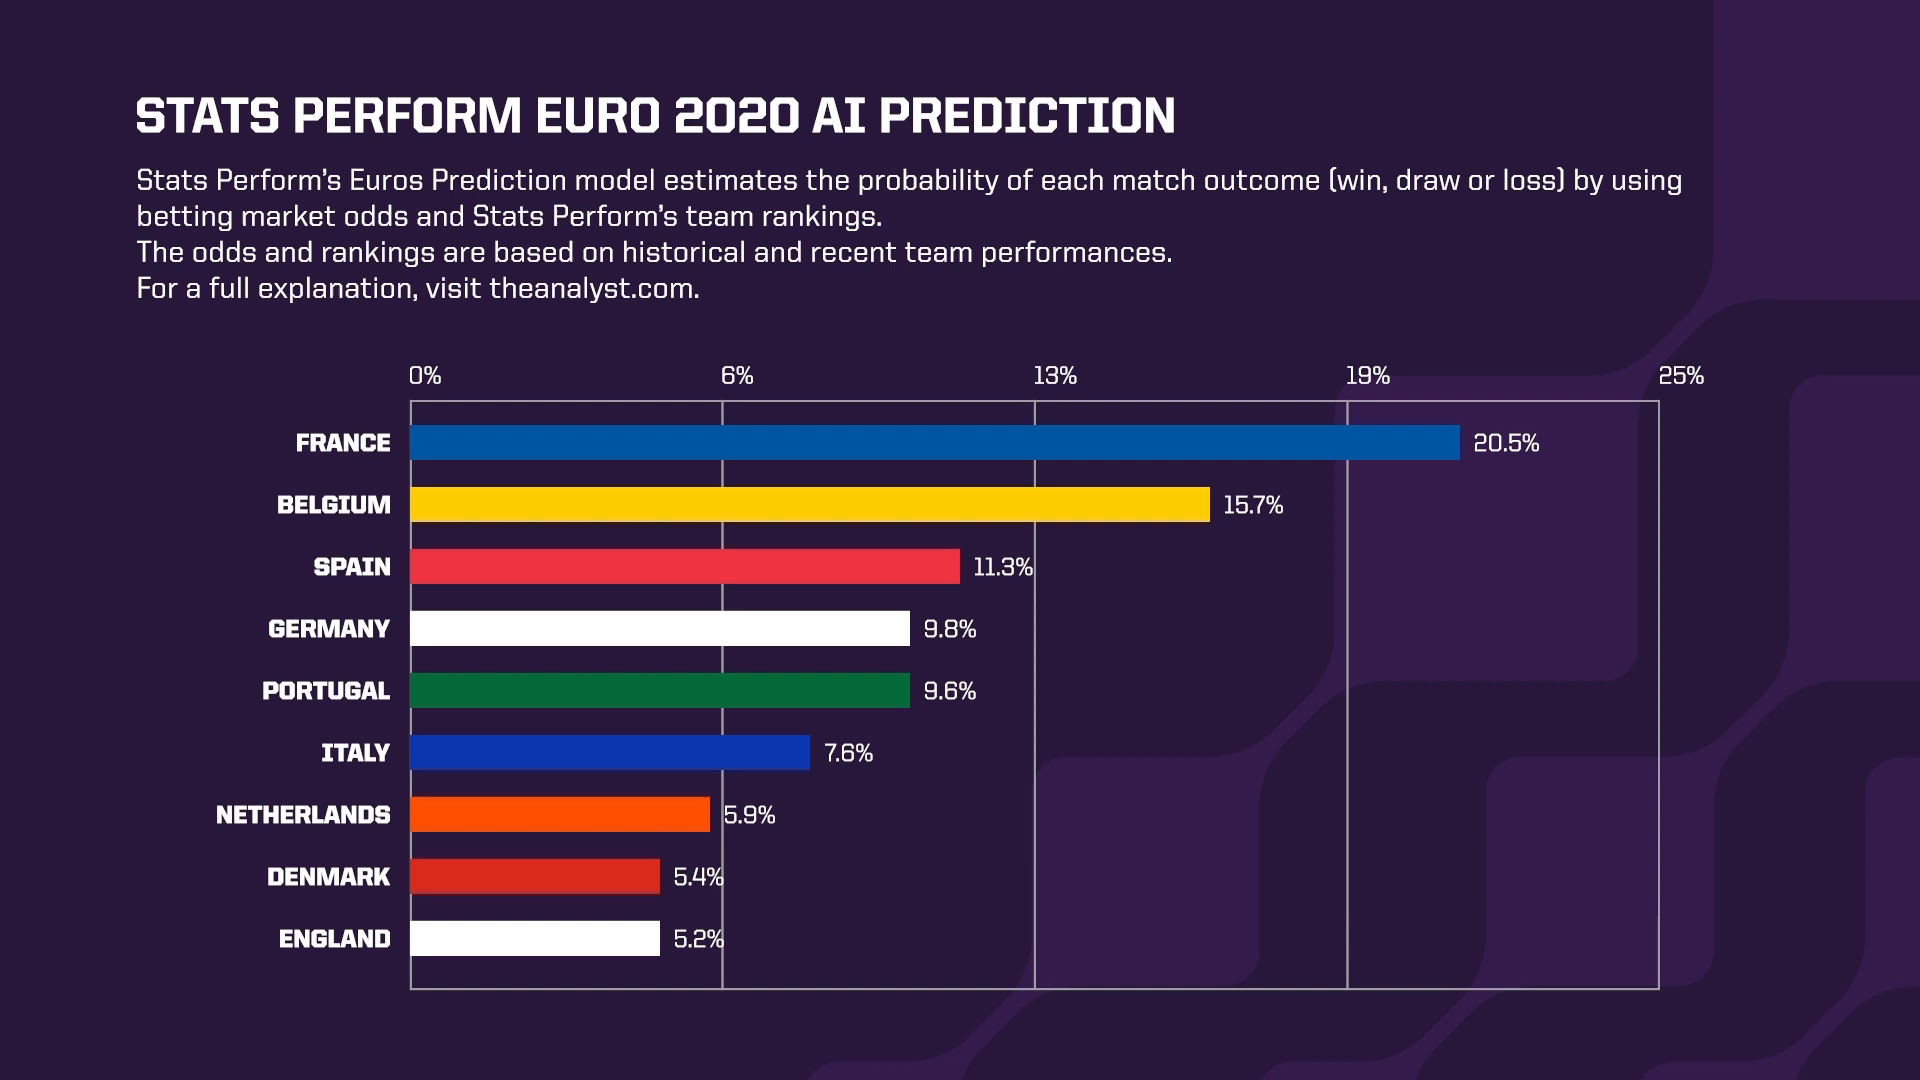 STATS PERFORM EURO 2020 AI PREDICTION
Stats Perform's Euros Prediction model estimates the probability of each match outcome (win, draw or loss) by using
betting market odds and Stats Perform's team rankings.
The odds and rankings are based on historical and recent team performances.
For a full explanation, visit theanalyst.com.
0% 6% 13% 19% 25%
FRANCE 20.5%
BELGIUM 15.7%
SPAIN 11.3%
GERMANY 9.8%
PORTUGAL 9.6%
ITALY 7.6%
NETHERLANDS 5.9%
DENMARK 5.4%
ENGLAND 5.2%